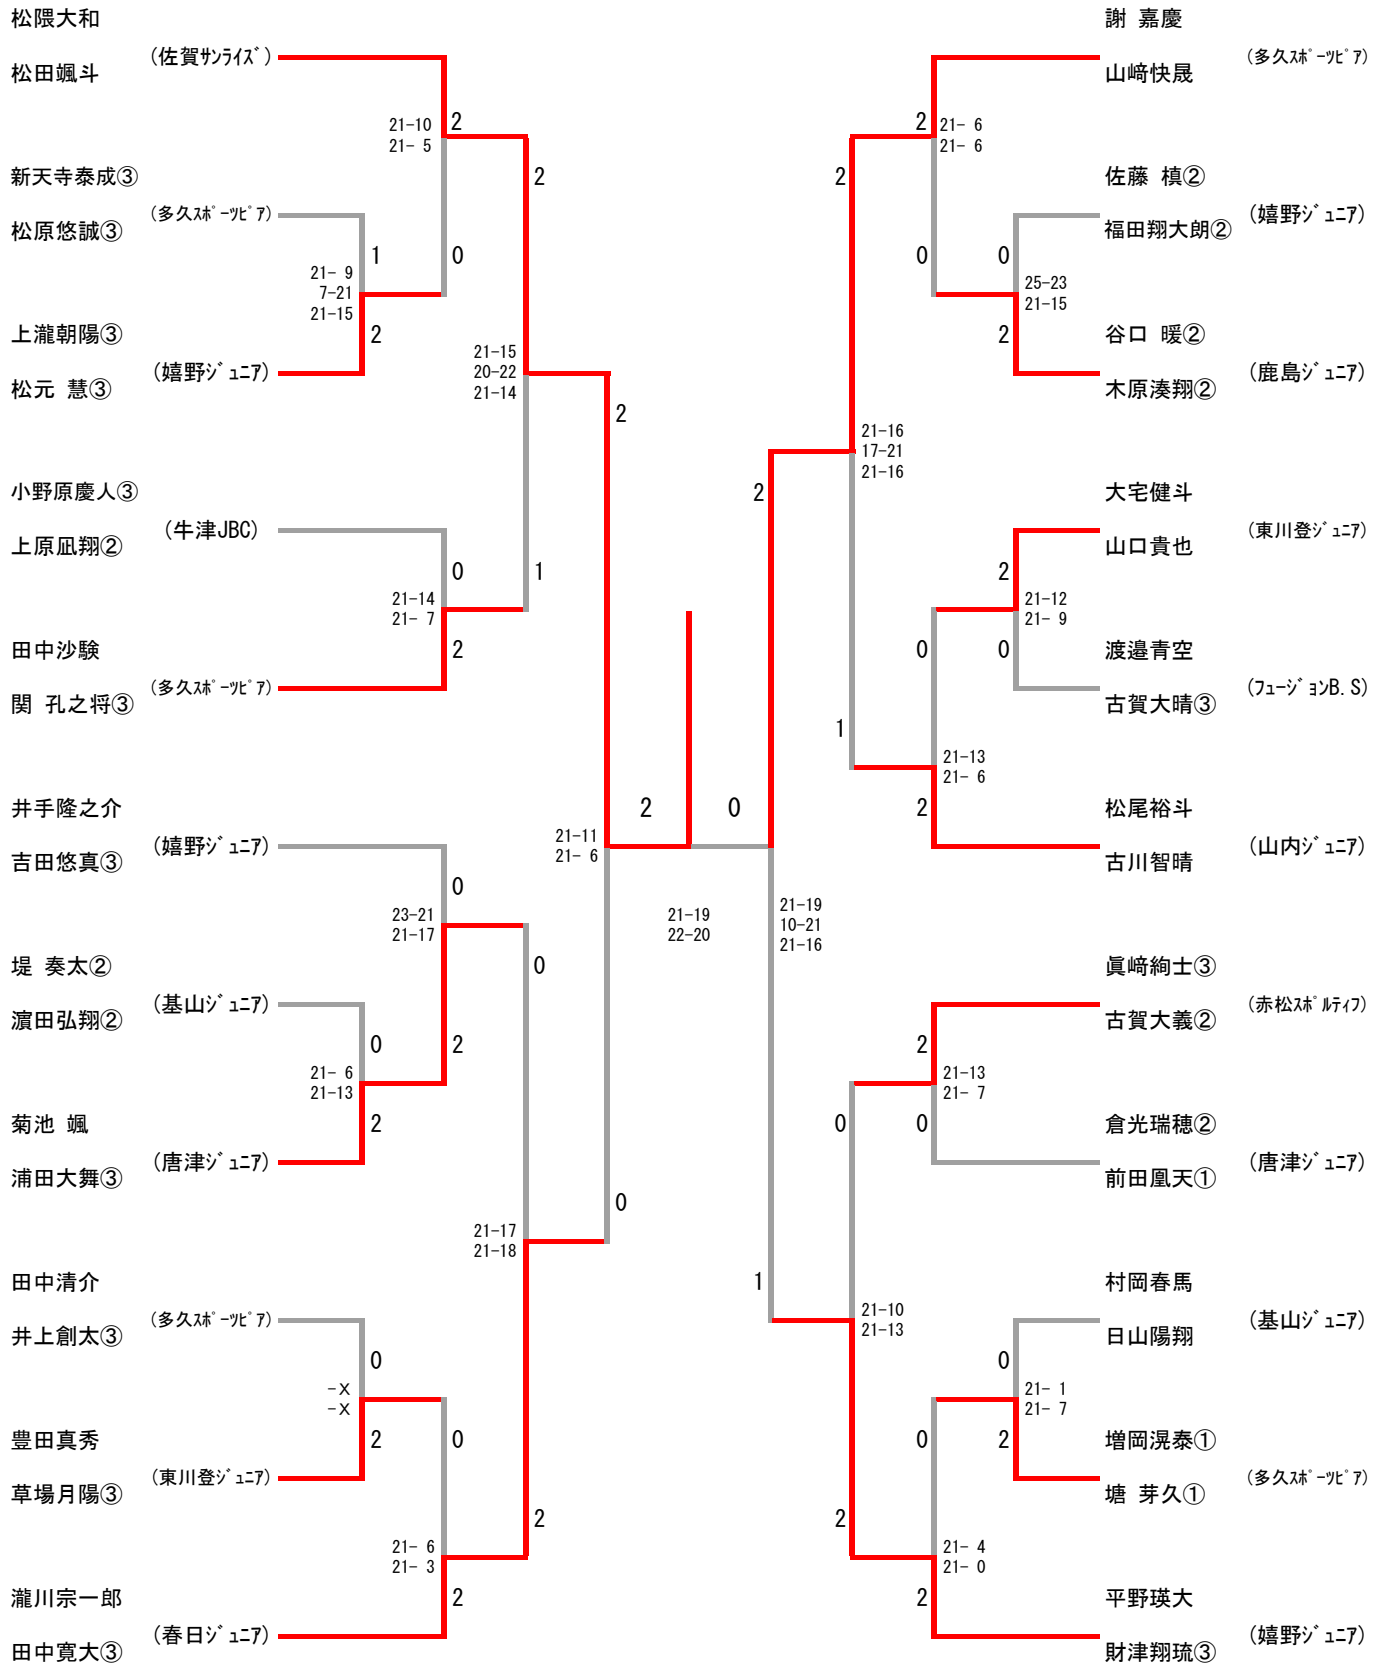 松隈大和
(佐賀ｻﾝﾗｲｽﾞ)
松田颯斗
21-10
21- 5
2
2
新天寺泰成③
(多久ｽﾎﾟｰﾂﾋﾟｱ)
松原悠誠③
1
0
21- 9
7-21
21-15
2
上瀧朝陽③
(嬉野ｼﾞｭﾆｱ)
松元 慧③
21-15
20-22
21-14
2
小野原慶人③
(牛津JBC)
上原凪翔②
0
1
21-14
21- 7
2
田中沙験
(多久ｽﾎﾟｰﾂﾋﾟｱ)
関 孔之将③
井手隆之介
(嬉野ｼﾞｭﾆｱ)
吉田悠真③
0
21-11
21- 6
23-21
21-17
0
堤 奏太②
(基山ｼﾞｭﾆｱ)
濵田弘翔②
0
2
21- 6
21-13
2
菊池 颯
(唐津ｼﾞｭﾆｱ)
浦田大舞③
0
21-17
21-18
田中清介
(多久ｽﾎﾟｰﾂﾋﾟｱ)
井上創太③
0
-X
-X
2
0
豊田真秀
(東川登ｼﾞｭﾆｱ)
草場月陽③
2
21- 6
21- 3
2
瀧川宗一郎
(春日ｼﾞｭﾆｱ)
田中寛大③
2
0
21-19
22-20
謝 嘉慶
(多久ｽﾎﾟｰﾂﾋﾟｱ)
山﨑快晟
2
21- 6
21- 6
2
佐藤 槙②
(嬉野ｼﾞｭﾆｱ)
福田翔大朗②
0
0
25-23
21-15
2
谷口 暖②
(鹿島ｼﾞｭﾆｱ)
木原湊翔②
21-16
17-21
21-16
2
大宅健斗
(東川登ｼﾞｭﾆｱ)
山口貴也
2
21-12
21- 9
0
0
渡邉青空
(ﾌｭｰｼﾞｮﾝB.S)
古賀大晴③
1
21-13
21- 6
2
松尾裕斗
(山内ｼﾞｭﾆｱ)
古川智晴
21-19
10-21
21-16
眞﨑絢士③
(赤松ｽﾎﾟﾙﾃｨﾌ)
古賀大義②
2
21-13
21- 7
0
0
倉光瑞穂②
(唐津ｼﾞｭﾆｱ)
前田凰天①
1
21-10
21-13
村岡春馬
(基山ｼﾞｭﾆｱ)
日山陽翔
0
21- 1
21- 7
0
2
増岡滉泰①
(多久ｽﾎﾟｰﾂﾋﾟｱ)
塘 芽久①
2
21- 4
21- 0
2
平野瑛大
(嬉野ｼﾞｭﾆｱ)
財津翔琉③